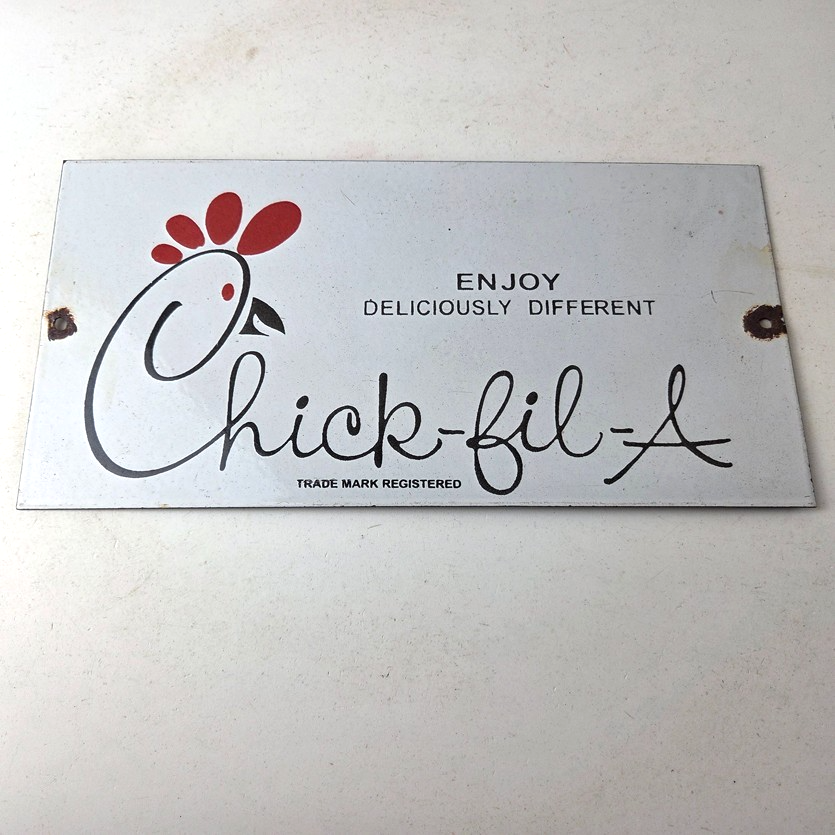 ENJOY
DELICIOUSLY DIFFERENT
Chick-fil-A
TRADE MARK REGISTERED